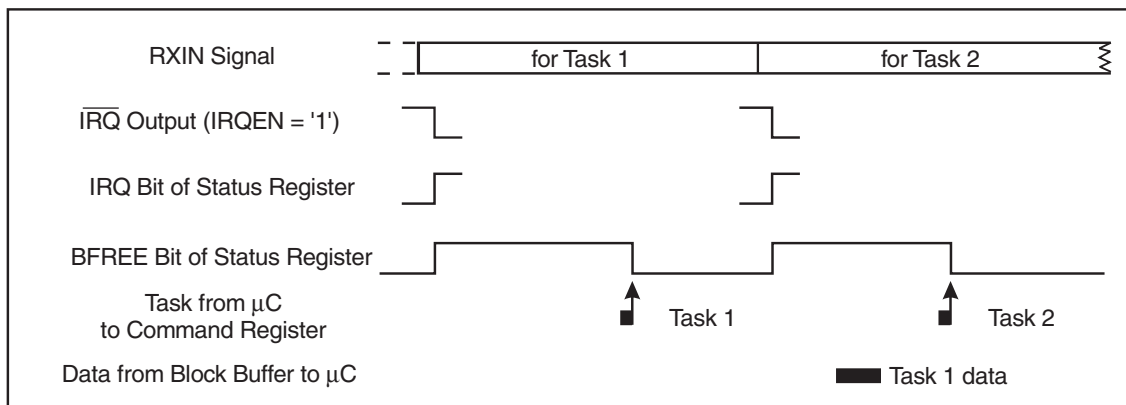 RXIN Signal
for Task 1
for Task 2
IRQ Output (IRQEN = '1')
IRQ Bit of Status Register
BFREE Bit of Status Register
Task from μC
to Command Register
Task 1
Task 2
Data from Block Buffer to μC
Task 1 data